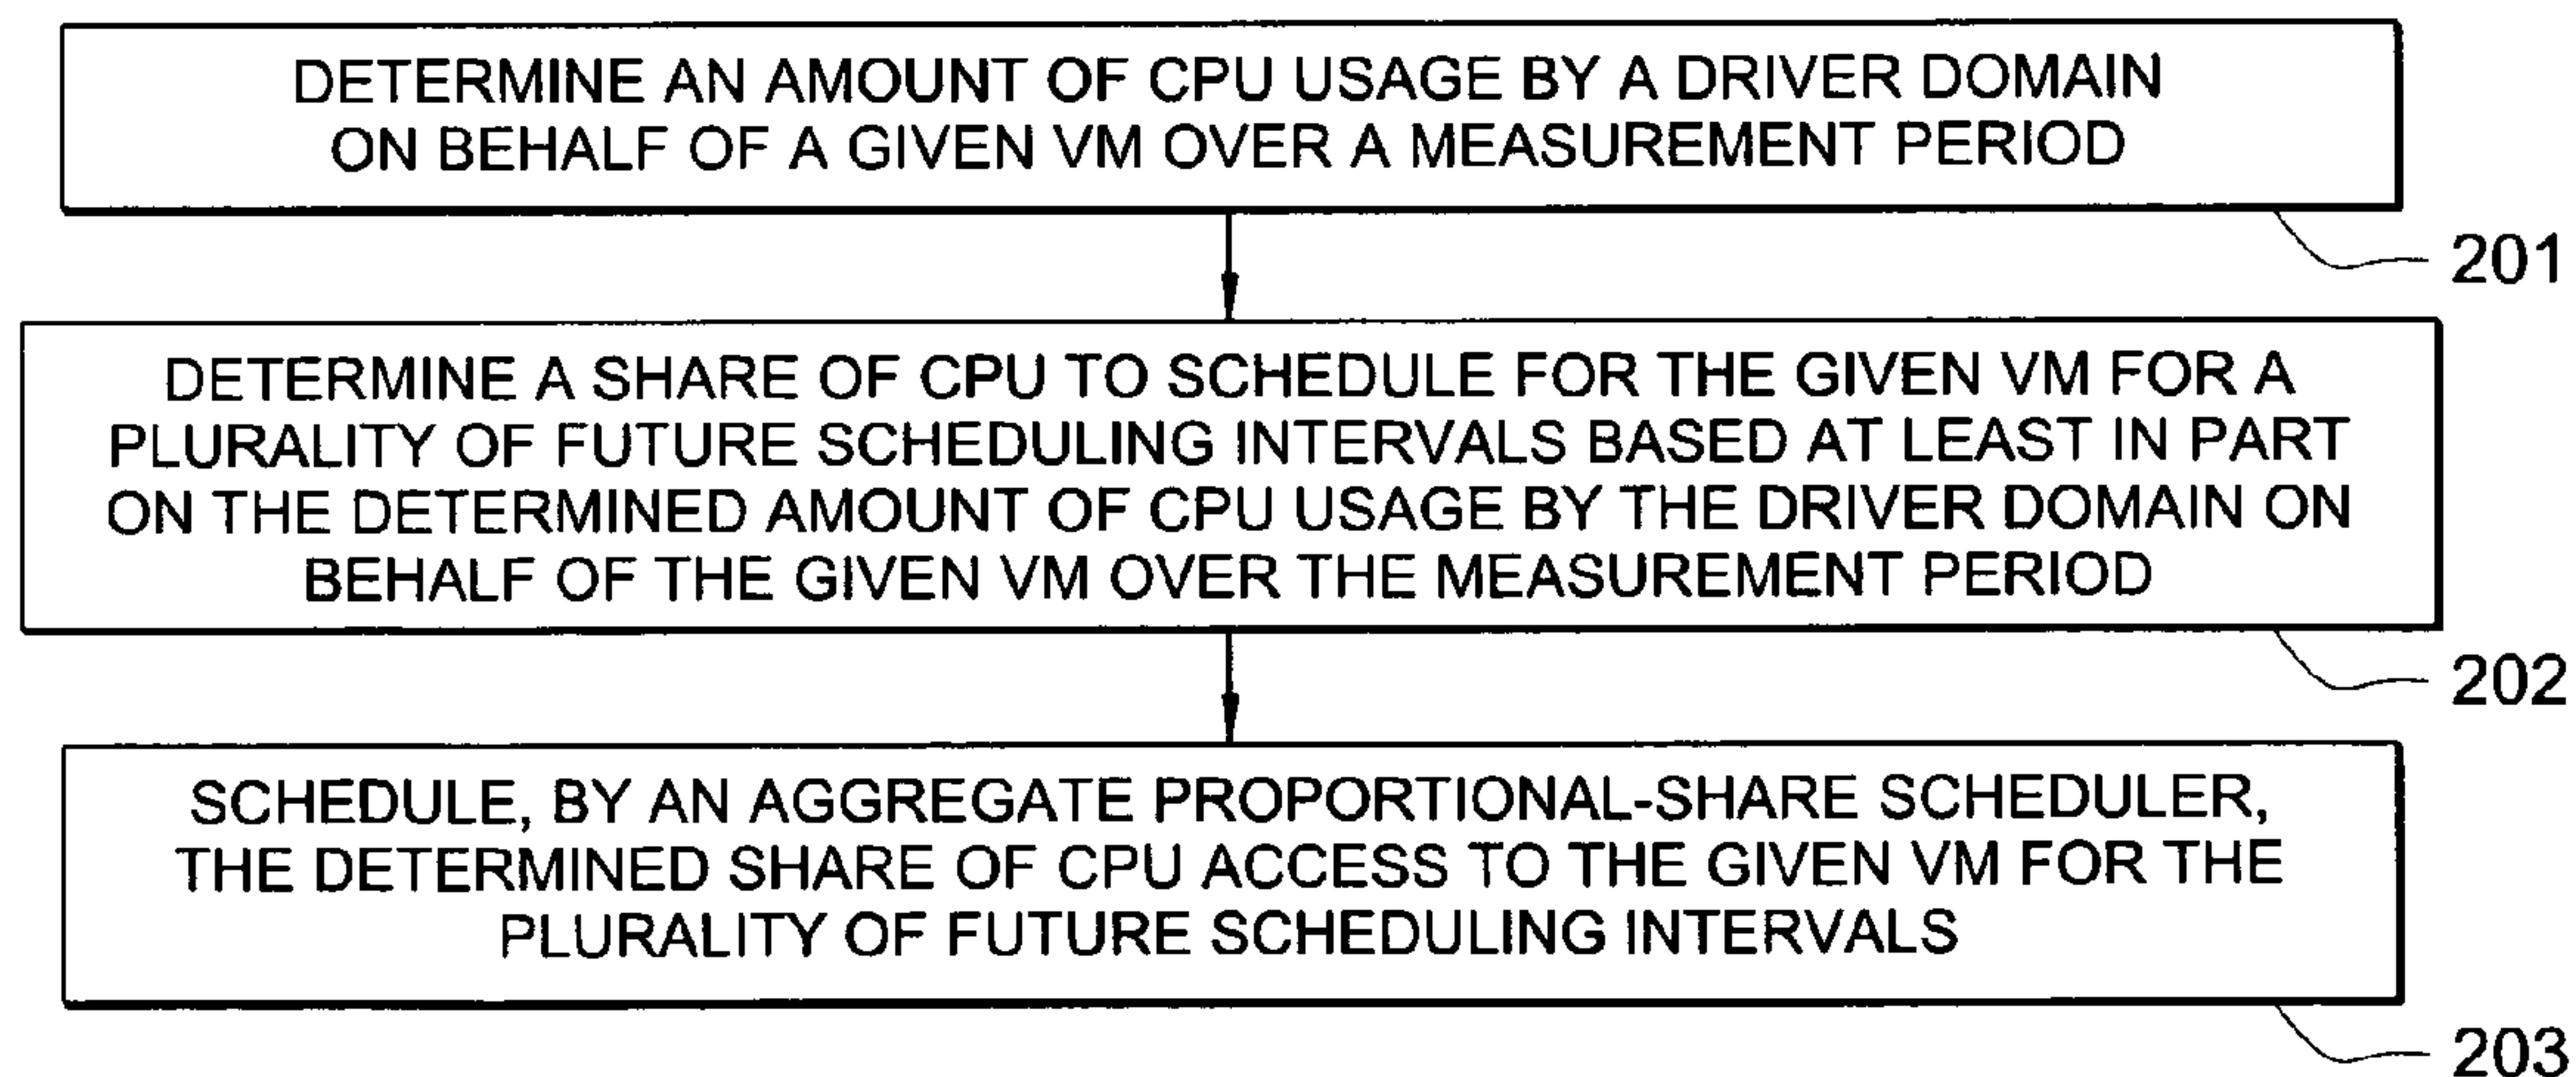 DETERMINE AN AMOUNT OF CPU USAGE BY A DRIVER DOMAIN
ON BEHALF OF A GIVEN VM OVER A MEASUREMENT PERIOD
201
DETERMINE A SHARE OF CPU TO SCHEDULE FOR THE GIVEN VM FOR A
PLURALITY OF FUTURE SCHEDULING INTERVALS BASED AT LEAST IN PART
ON THE DETERMINED AMOUNT OF CPU USAGE BY THE DRIVER DOMAIN ON
BEHALF OF THE GIVEN VM OVER THE MEASUREMENT PERIOD
202
SCHEDULE, BY AN AGGREGATE PROPORTIONAL-SHARE SCHEDULER,
THE DETERMINED SHARE OF CPU ACCESS TO THE GIVEN VM FOR THE
PLURALITY OF FUTURE SCHEDULING INTERVALS
203